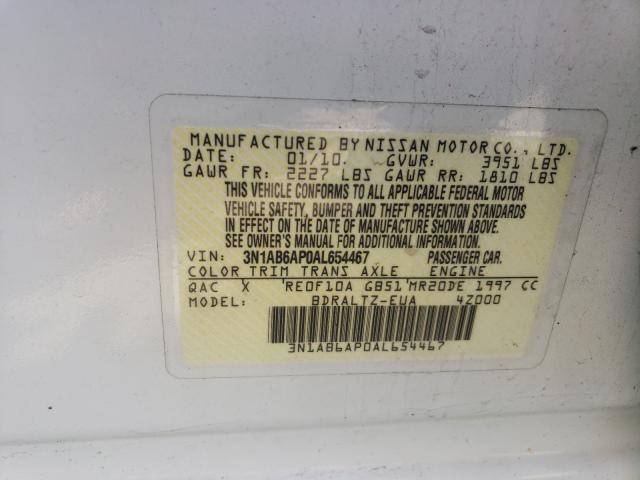 MANUFACTURED BY NISSAN MOTOR CO., LTD.
DATE: 01/10. GVWR: 3951 LBS
GAWR FR: 2227 LBS GAWR RR: 1810 LBS
THIS VEHICLE CONFORMS TO ALL APPLICABLE FEDERAL MOTOR
VEHICLE SAFETY, BUMPER AND THEFT PREVENTION STANDARDS
IN EFFECT ON THE DATE OF MANUFACTURE SHOWN ABOVE.
SEE OWNER'S MANUAL FOR ADDITIONAL INFORMATION.
VIN: 3N1AB6AP0AL654467 PASSENGER CAR.
COLOR TRIM TRANS AXLE ENGINE
QAC X 'RE0F10A GB51'MR20DE 1997 CC
MODEL: BDRALTZ-EUA 4Z000
3N1AB6AP0AL654467